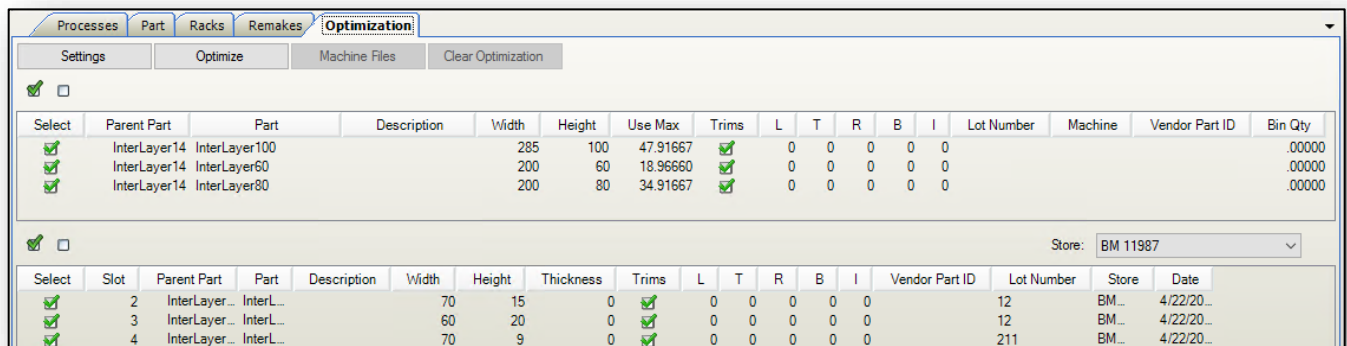 Processes Part Racks Remakes Optimization
Settings Optimize Machine Files Clear Optimization
Select Parent Part Part Description Width Height Use Max Trims L T R B I Lot Number Machine Vendor Part ID Bin Qty
InterLayer14 InterLayer100 285 100 47.91667 0 0 0 0 0 .00000
InterLayer14 InterLayer60 200 60 18.96660 0 0 0 0 0 .00000
InterLayer14 InterLayer80 200 80 34.91667 0 0 0 0 0 .00000
Store: BM 11987
Select Slot Parent Part Part Description Width Height Thickness Trims L T R B I Vendor Part ID Lot Number Store Date
2 InterLayer... InterL... 70 15 0 0 0 0 0 0 12 BM... 4/22/20...
3 InterLayer... InterL... 60 20 0 0 0 0 0 0 12 BM... 4/22/20...
4 InterLayer... InterL... 70 9 0 0 0 0 0 0 211 BM... 4/22/20...